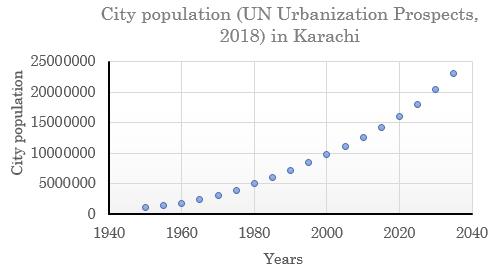 City population (UN Urbanization Prospects,
2018) in Karachi
City population
25000000
20000000
15000000
10000000
5000000
0
1940 1960 1980 2000 2020 2040
Years